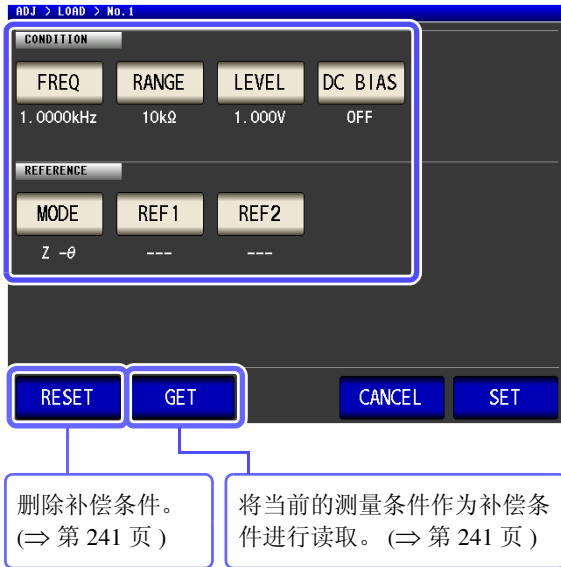 ADJ > LOAD > No.1
CONDITION
FREQ RANGE LEVEL DC BIAS
1.0000kHz 10kΩ 1.000V OFF
REFERENCE
MODE REF1 REF2
Z -θ --- ---
RESET GET CANCEL SET
删除补偿条件。
(⇒ 第 241 页 )
将当前的测量条件作为补偿条
件进行读取。 (⇒ 第 241 页 )